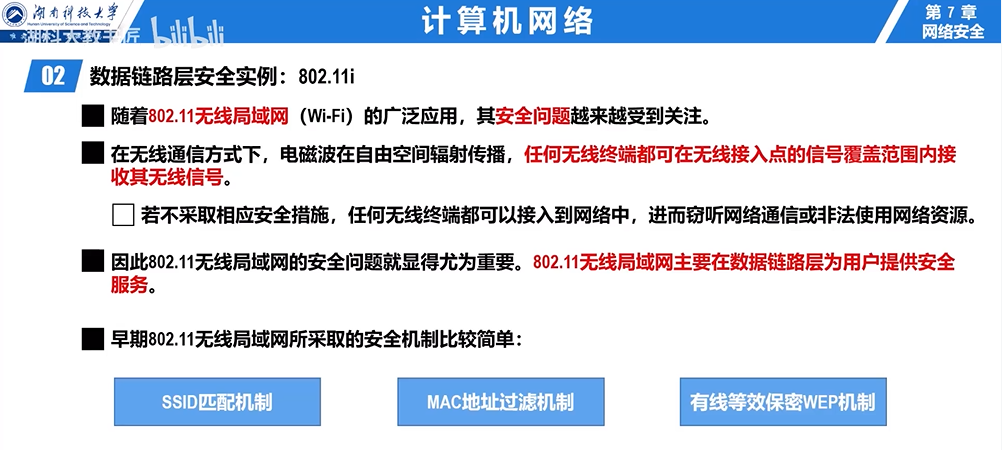 湖南科技大学
Hunan University of Science and Technology
湖科大教书匠 bilibili
计算机网络
第 7 章
网络安全
02 数据链路层安全实例：802.11i
随着802.11无线局域网（Wi-Fi）的广泛应用，其安全问题越来越受到关注。
在无线通信方式下，电磁波在自由空间辐射传播，任何无线终端都可在无线接入点的信号覆盖范围内接
收其无线信号。
若不采取相应安全措施，任何无线终端都可以接入到网络中，进而窃听网络通信或非法使用网络资源。
因此802.11无线局域网的安全问题就显得尤为重要。802.11无线局域网主要在数据链路层为用户提供安全
服务。
早期802.11无线局域网所采取的安全机制比较简单：
SSID匹配机制 MAC地址过滤机制 有线等效保密WEP机制